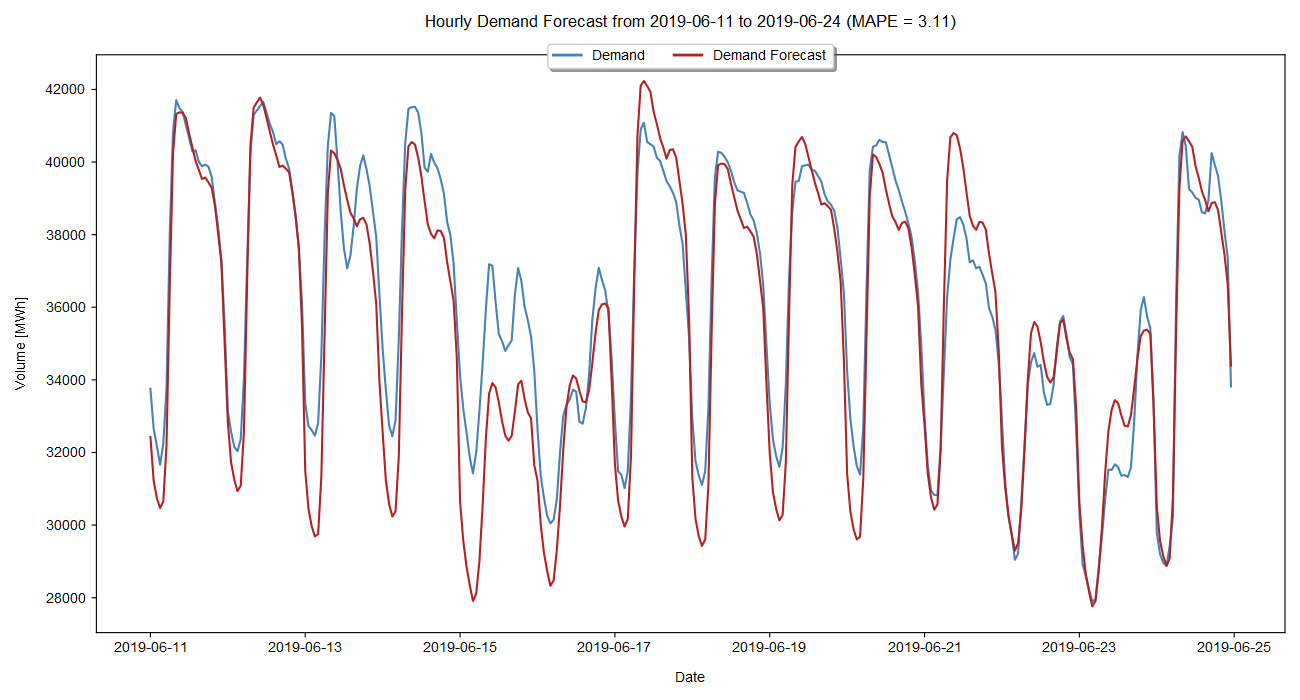 Hourly Demand Forecast from 2019-06-11 to 2019-06-24 (MAPE = 3.11)
Demand Demand Forecast
42000
40000
38000
36000
34000
32000
30000
28000
Volume [MWh]
2019-06-11 2019-06-13 2019-06-15 2019-06-17 2019-06-19 2019-06-21 2019-06-23 2019-06-25
Date